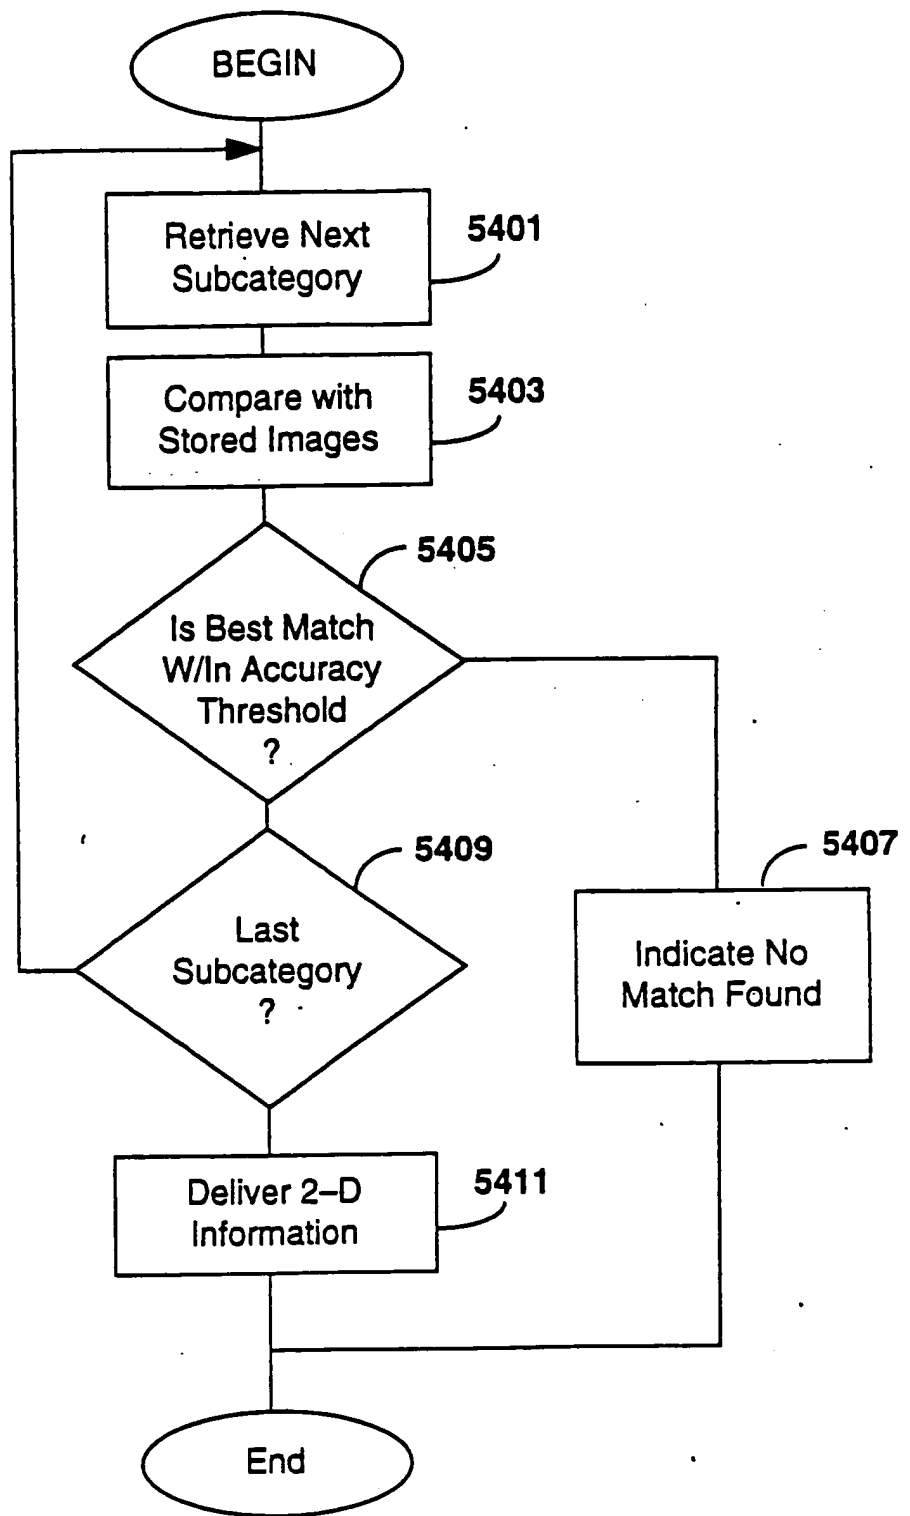 BEGIN
Retrieve Next
Subcategory
5401
Compare with
Stored Images
5403
5405
Is Best Match
W/In Accuracy
Threshold
?
5409
Last
Subcategory
?
5407
Indicate No
Match Found
Deliver 2–D
Information
5411
End